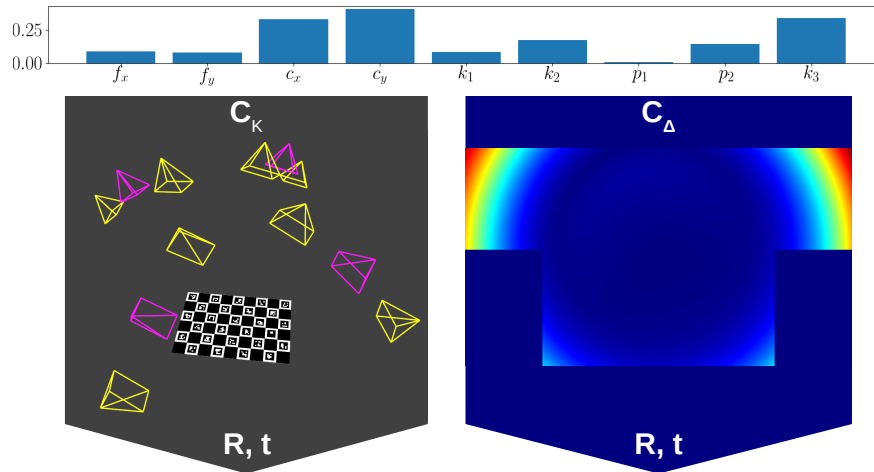 0.25
0.00
f_x f_y c_x c_y k_1 k_2 p_1 p_2 k_3
C_K C_Δ
R, t R, t